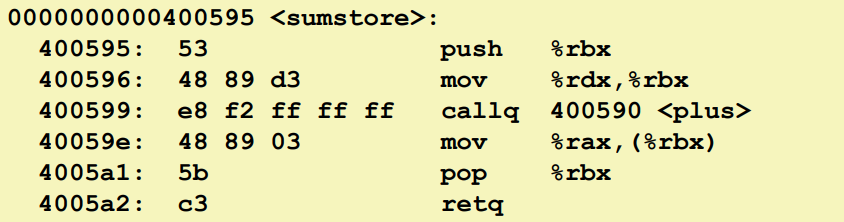 0000000000400595 <sumstore>:
400595: 53 push %rbx
400596: 48 89 d3 mov %rdx,%rbx
400599: e8 f2 ff ff ff callq 400590 <plus>
40059e: 48 89 03 mov %rax,(%rbx)
4005a1: 5b pop %rbx
4005a2: c3 retq